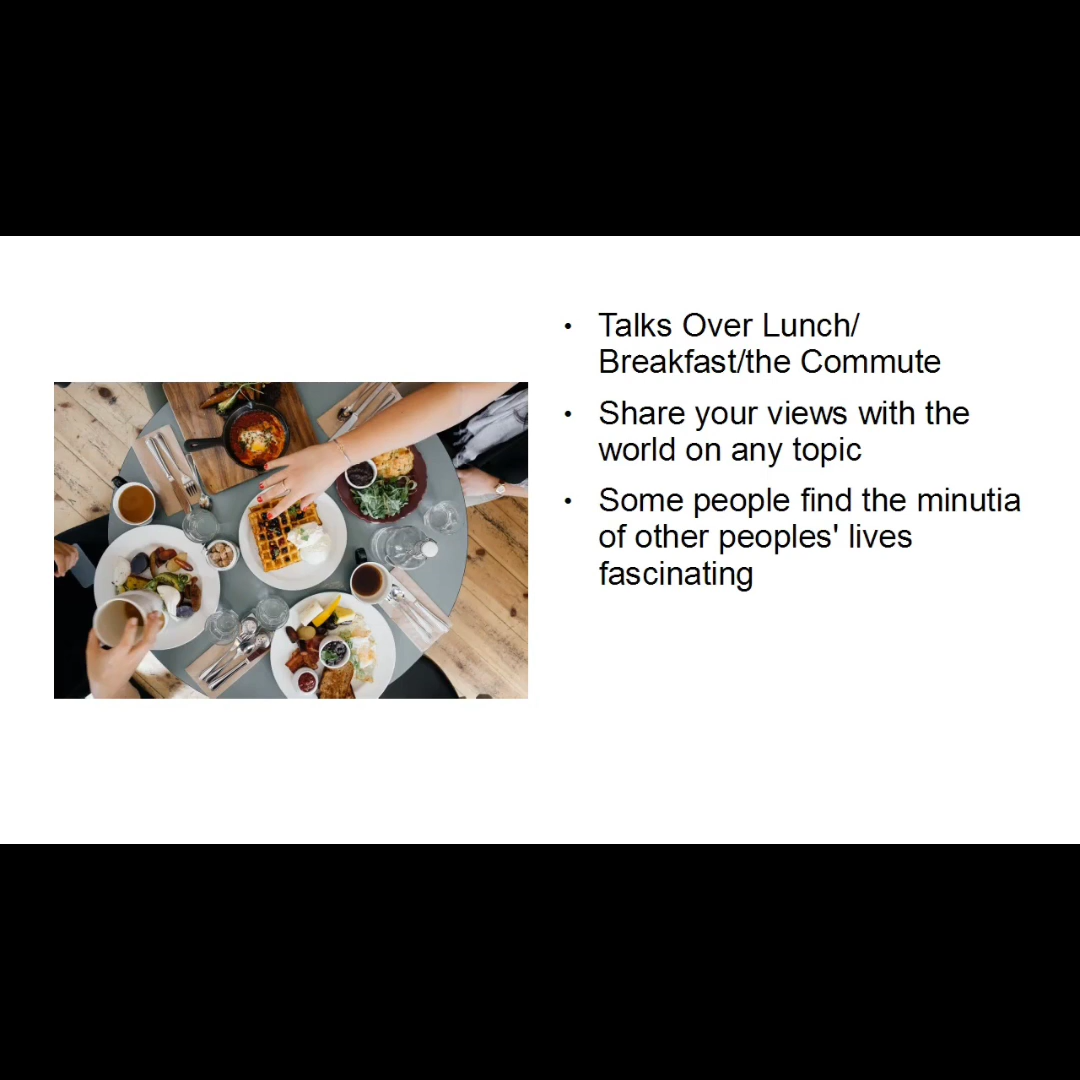 • Talks Over Lunch/
Breakfast/the Commute
• Share your views with the
world on any topic
• Some people find the minutia
of other peoples' lives
fascinating